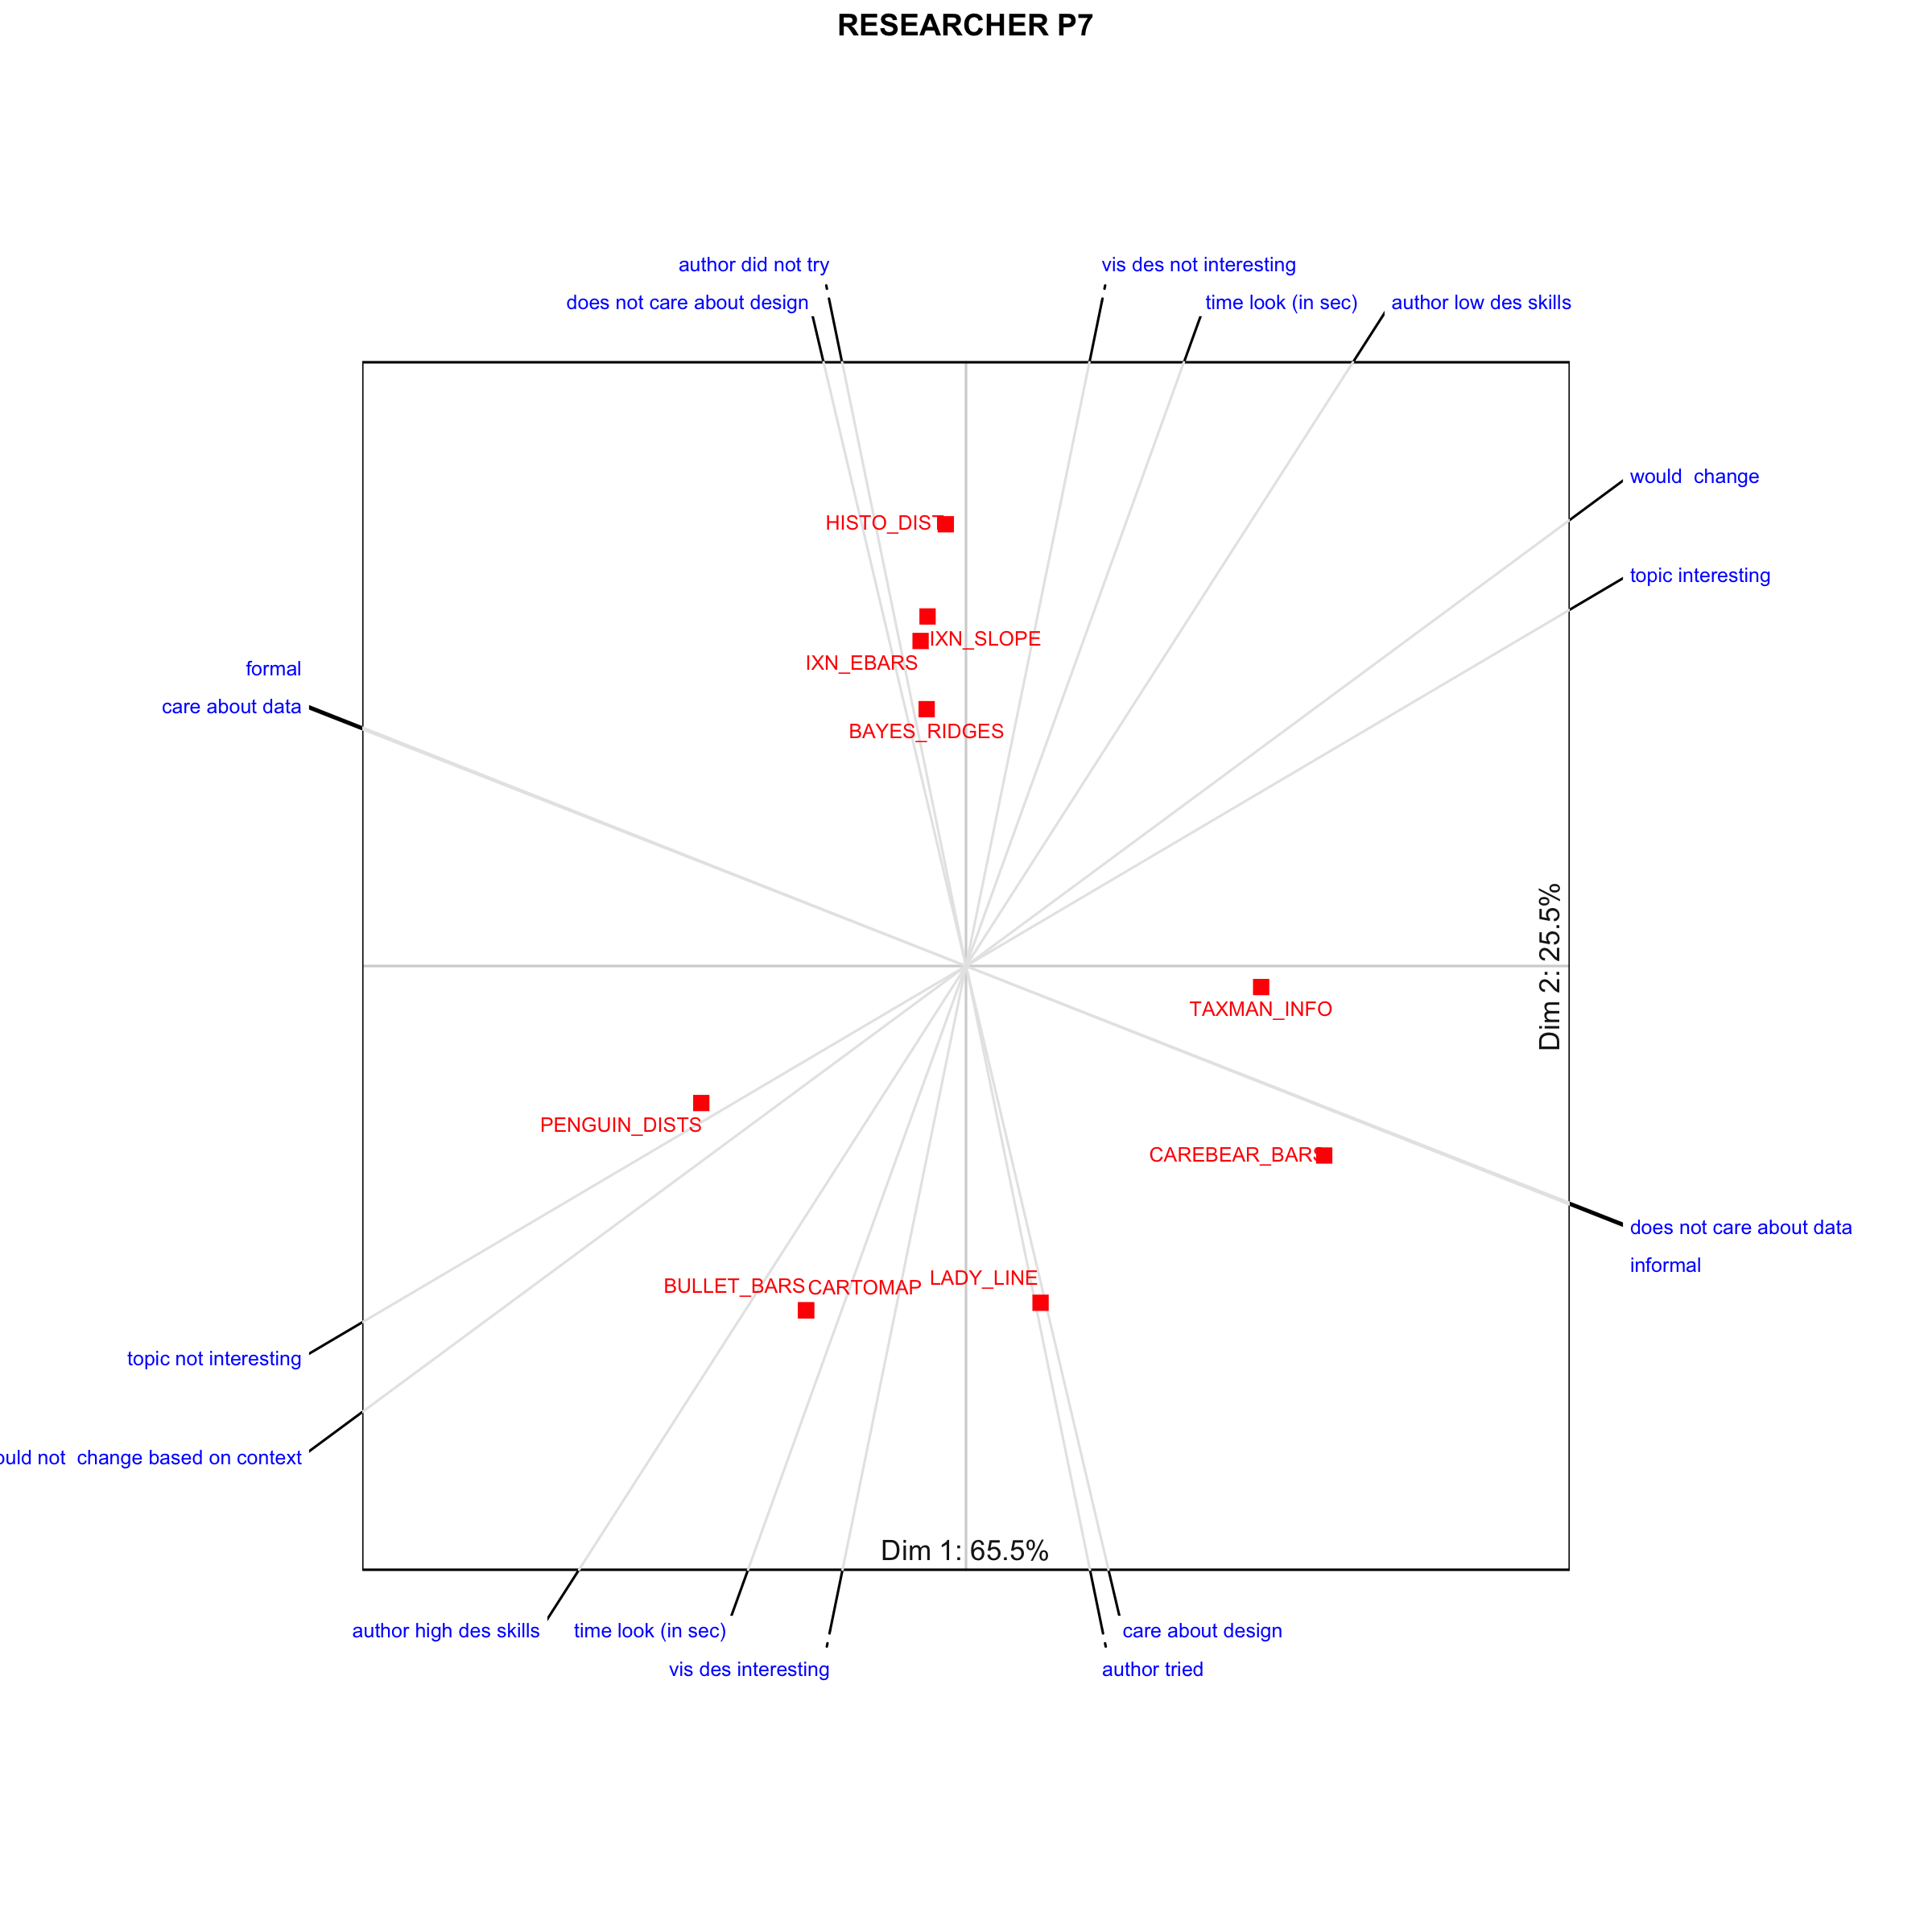 RESEARCHER P7
author did not try
vis des not interesting
does not care about design
time look (in sec)
author low des skills
would  change
HISTO_DIST
topic interesting
IXN_SLOPE
IXN_EBARS
formal
care about data
BAYES_RIDGES
Dim 2: 25.5%
TAXMAN_INFO
PENGUIN_DISTS
CAREBEAR_BARS
does not care about data
informal
LADY_LINE
BULLET_BARS
CARTOMAP
topic not interesting
not  change based on context
Dim 1: 65.5%
author high des skills
time look (in sec)
care about design
vis des interesting
author tried